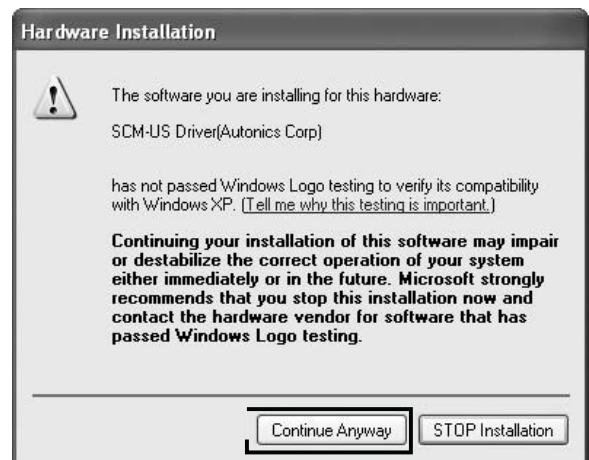 Hardware Installation
The software you are installing for this hardware:
SCM-US Driver(Autonics Corp)
has not passed Windows Logo testing to verify its compatibility
with Windows XP. (Tell me why this testing is important.)
Continuing your installation of this software may impair
or destabilize the correct operation of your system
either immediately or in the future. Microsoft strongly
recommends that you stop this installation now and
contact the hardware vendor for software that has
passed Windows Logo testing.
Continue Anyway STOP Installation